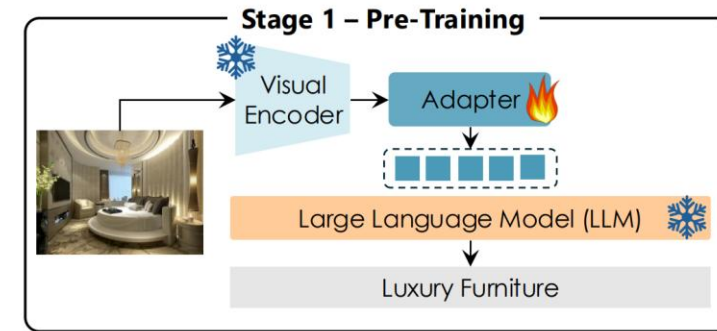 Stage 1 – Pre-Training
Visual
Encoder
Adapter
Large Language Model (LLM)
Luxury Furniture